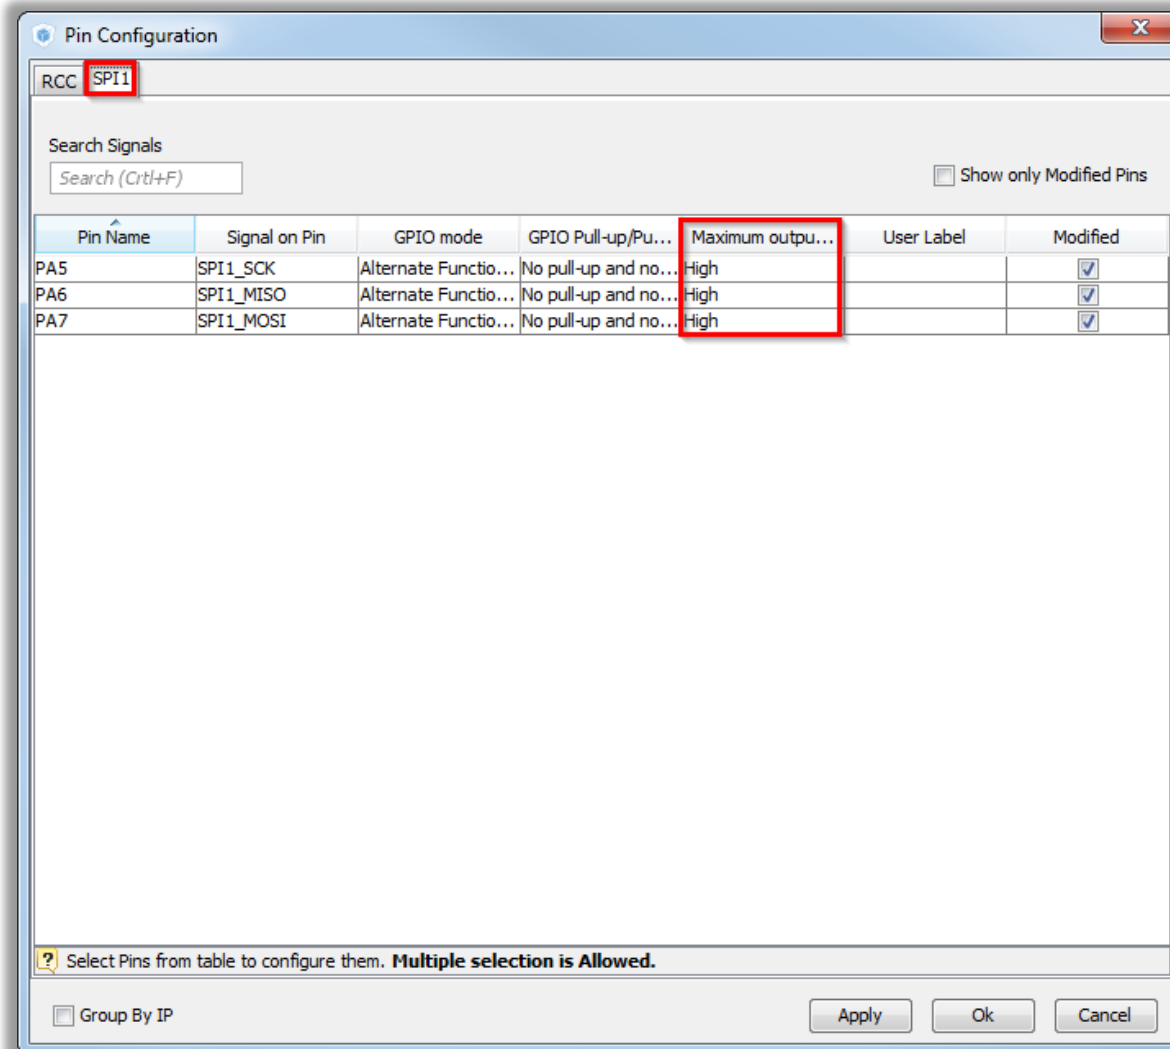 Pin Configuration
RCC SPI1
Search Signals
Search (Crtl+F)
Show only Modified Pins
Pin Name Signal on Pin GPIO mode GPIO Pull-up/Pu... Maximum outpu... User Label Modified
PA5 SPI1_SCK Alternate Functio... No pull-up and no... High
PA6 SPI1_MISO Alternate Functio... No pull-up and no... High
PA7 SPI1_MOSI Alternate Functio... No pull-up and no... High
? Select Pins from table to configure them. Multiple selection is Allowed.
Group By IP Apply Ok Cancel